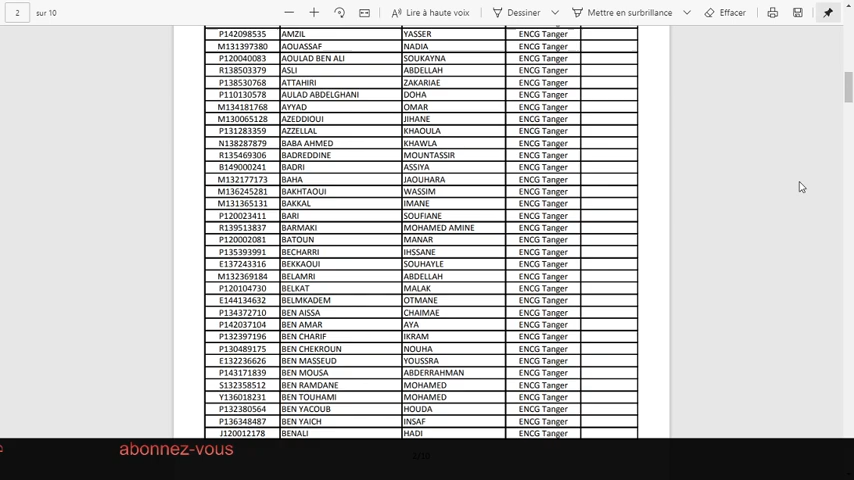 2 sur 10 Lire à haute voix Dessiner Mettre en surbrillance Effacer
P142098535 AMZIL YASSER ENCG Tanger
M131397380 AOUASSAF NADIA ENCG Tanger
P120040083 AOULAD BEN ALI SOUKAYNA ENCG Tanger
R138503379 ASLI ABDELLAH ENCG Tanger
P138530768 ATTAHIRI ZAKARIAE ENCG Tanger
P110130578 AULAD ABDELGHANI DOHA ENCG Tanger
M134181768 AYYAD OMAR ENCG Tanger
M130065128 AZEDDIOUI JIHANE ENCG Tanger
P131283359 AZZELLAL KHAOULA ENCG Tanger
N138287879 BABA AHMED KHAWLA ENCG Tanger
R135469306 BADREDDINE MOUNTASSIR ENCG Tanger
B149000241 BADRI ASSIYA ENCG Tanger
M132177173 BAHA JAOUHARA ENCG Tanger
M136245281 BAKHTAOUI WASSIM ENCG Tanger
M131365131 BAKKAL IMANE ENCG Tanger
P120023411 BARI SOUFIANE ENCG Tanger
R139513837 BARMAKI MOHAMED AMINE ENCG Tanger
P120002081 BATOUN MANAR ENCG Tanger
P135393991 BECHARRI IHSSANE ENCG Tanger
E137243316 BEKKAOUI SOUHAYLE ENCG Tanger
M132369184 BELAMRI ABDELLAH ENCG Tanger
P120104730 BELKAT MALAK ENCG Tanger
E144134632 BELMKADEM OTMANE ENCG Tanger
P134372710 BEN AISSA CHAIMAE ENCG Tanger
P142037104 BEN AMAR AYA ENCG Tanger
P132397196 BEN CHARIF IKRAM ENCG Tanger
P130489175 BEN CHEKROUN NOUHA ENCG Tanger
E132236626 BEN MASSEUD YOUSSRA ENCG Tanger
P143171839 BEN MOUSA ABDERRAHMAN ENCG Tanger
S132358512 BEN RAMDANE MOHAMED ENCG Tanger
Y136018231 BEN TOUHAMI MOHAMED ENCG Tanger
P132380564 BEN YACOUB HOUDA ENCG Tanger
P136348487 BEN YAICH INSAF ENCG Tanger
J120012178 BENALI HADI ENCG Tanger
abonnez-vous